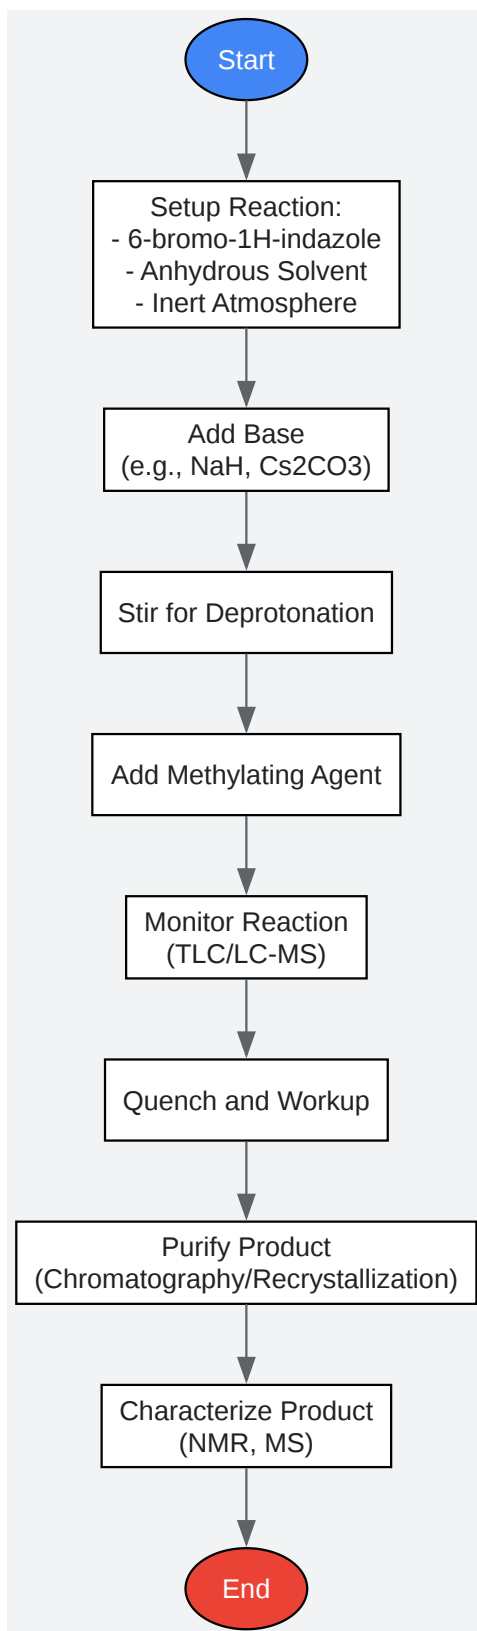 Start
Setup Reaction:
- 6-bromo-1H-indazole
- Anhydrous Solvent
- Inert Atmosphere
Add Base
(e.g., NaH, Cs2CO3)
Stir for Deprotonation
Add Methylating Agent
Monitor Reaction
(TLC/LC-MS)
Quench and Workup
Purify Product
(Chromatography/Recrystallization)
Characterize Product
(NMR, MS)
End